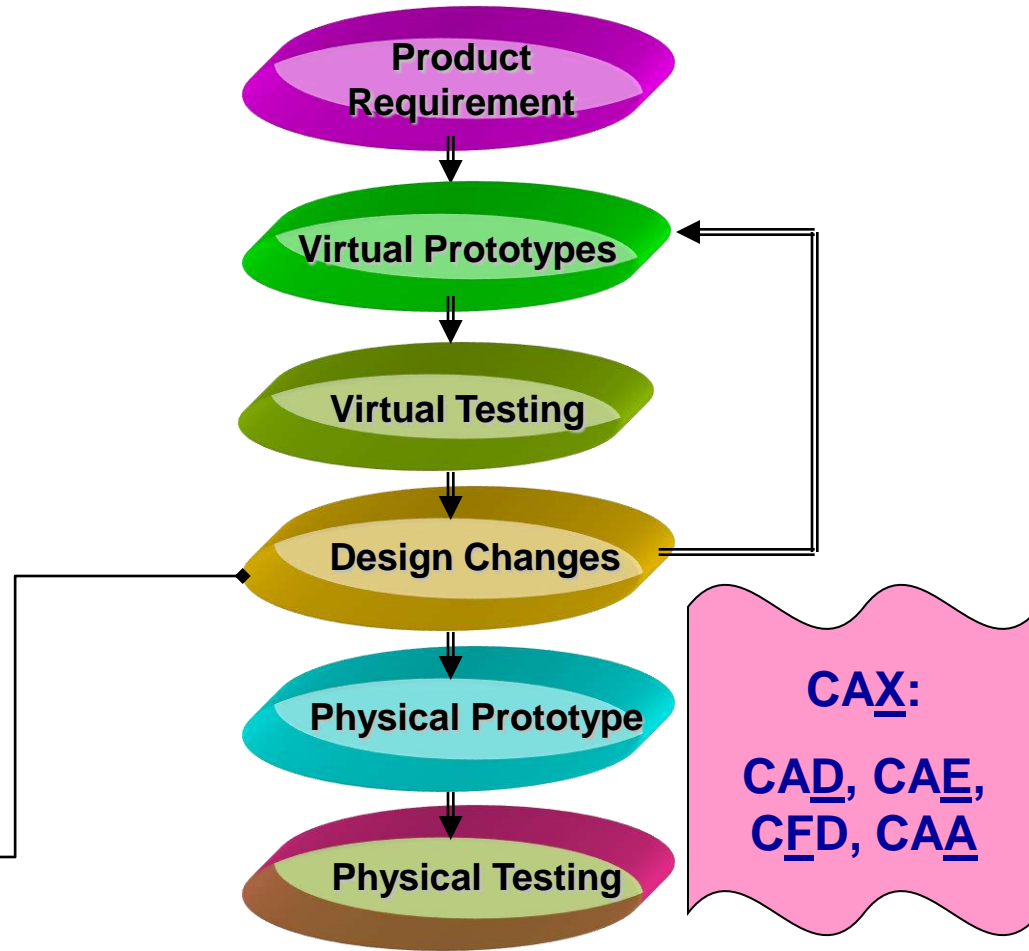 Product
Requirement
Virtual Prototypes
Virtual Testing
Design Changes
Physical Prototype
Physical Testing
CAX:
CAD, CAE,
CFD, CAA